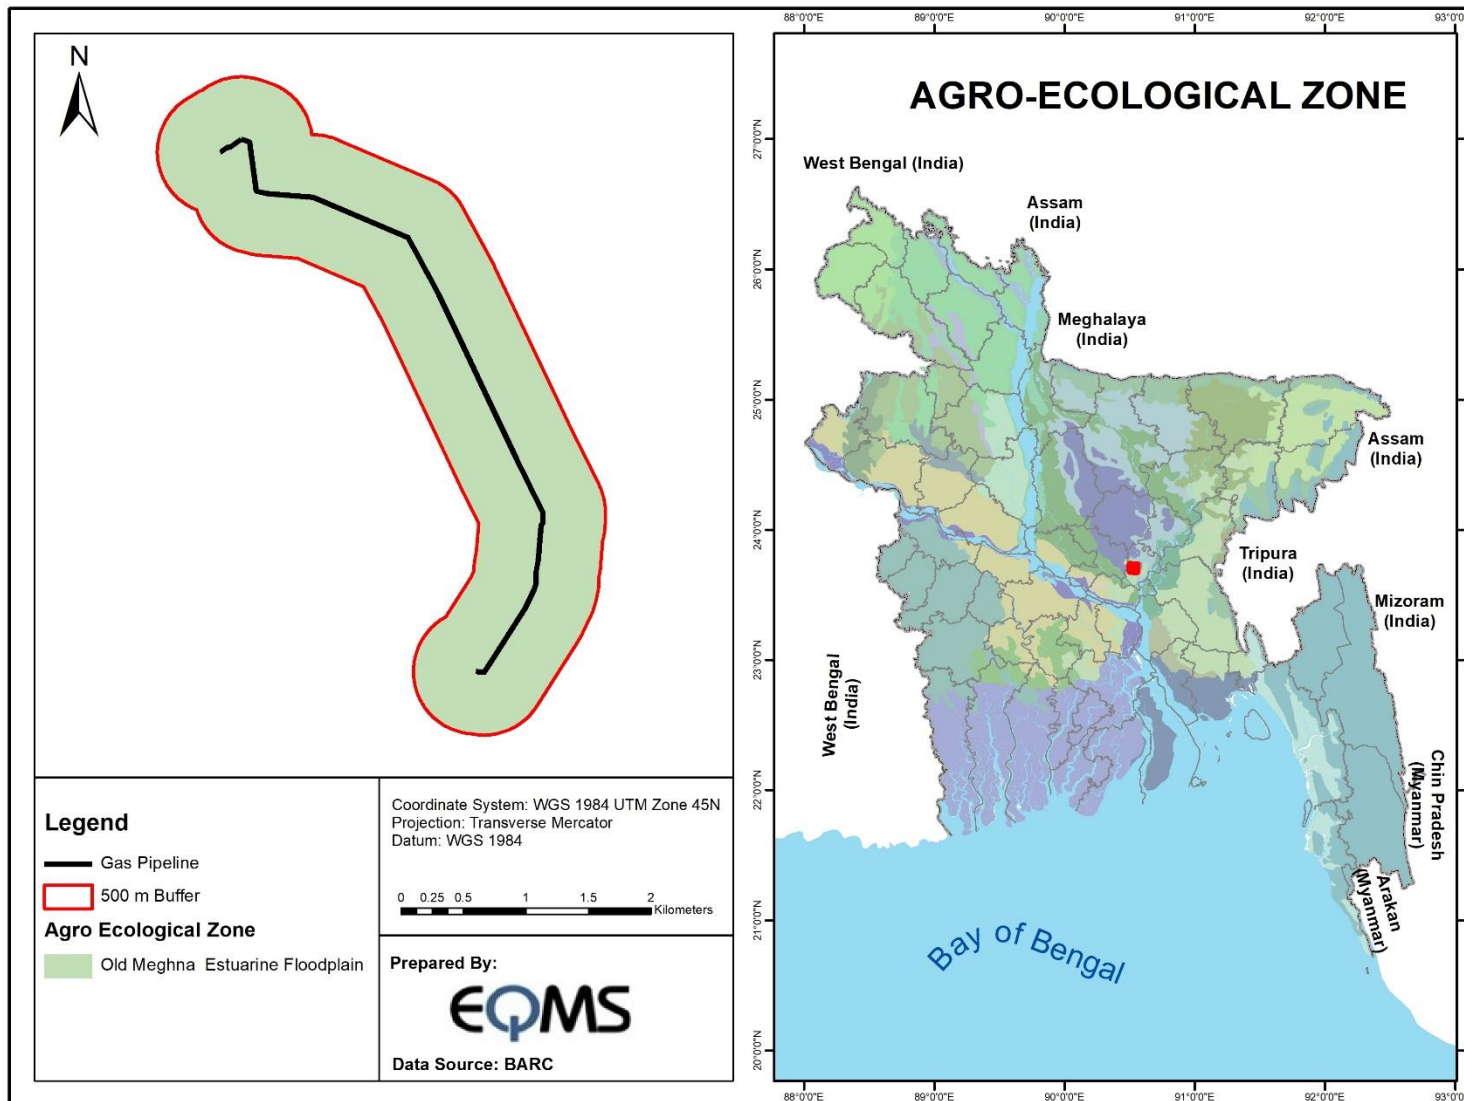 N
Legend
Gas Pipeline
500 m Buffer
Agro Ecological Zone
Old Meghna Estuarine Floodplain
Coordinate System: WGS 1984 UTM Zone 45N
Projection: Transverse Mercator
Datum: WGS 1984
0 0.25 0.5 1 1.5 2
Kilometers
Prepared By:
EQMS
Data Source: BARC
88°0'0"E 89°0'0"E 90°0'0"E 91°0'0"E 92°0'0"E 93°0'0"E
AGRO-ECOLOGICAL ZONE
27°0'0"N
26°0'0"N
25°0'0"N
24°0'0"N
23°0'0"N
22°0'0"N
21°0'0"N
20°0'0"N
West Bengal (India)
Assam
(India)
Meghalaya
(India)
Assam
(India)
Tripura
(India)
Mizoram
(India)
West Bengal
(India)
Chin Pradesh
(Myanmar)
Arakan
(Myanmar)
Bay of Bengal
88°0'0"E 89°0'0"E 90°0'0"E 91°0'0"E 92°0'0"E 93°0'0"E